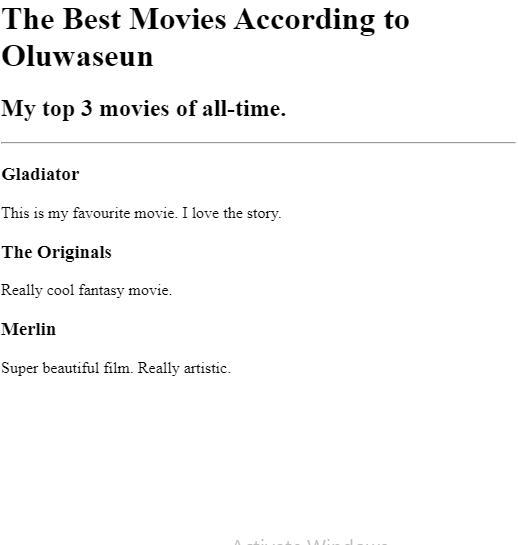 The Best Movies According to
Oluwaseun
My top 3 movies of all-time.
Gladiator
This is my favourite movie. I love the story.
The Originals
Really cool fantasy movie.
Merlin
Super beautiful film. Really artistic.
Activate Windows